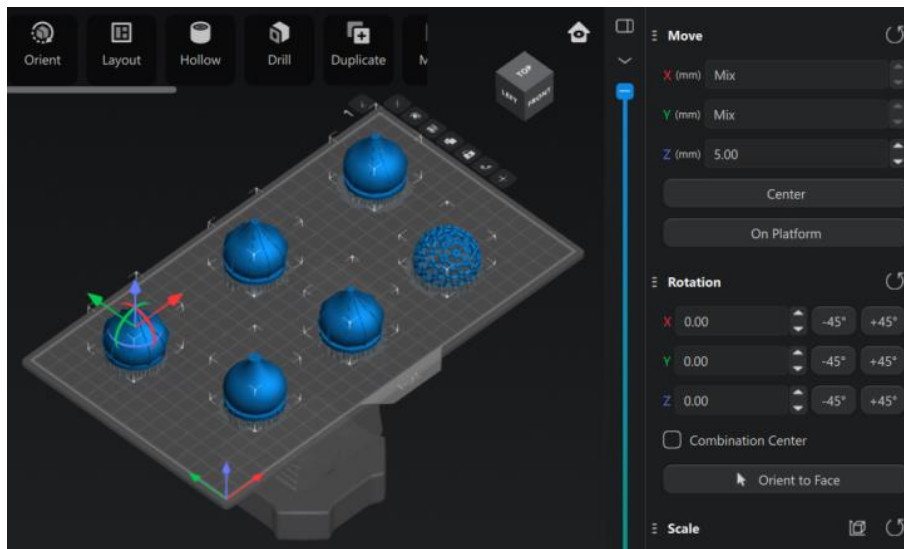 Orient
Layout
Hollow
Drill
Duplicate
M
TOP
LEFT
FRONT
Move
X (mm) Mix
Y (mm) Mix
Z (mm) 5.00
Center
On Platform
Rotation
X 0.00 -45° +45°
Y 0.00 -45° +45°
Z 0.00 -45° +45°
Combination Center
Orient to Face
Scale